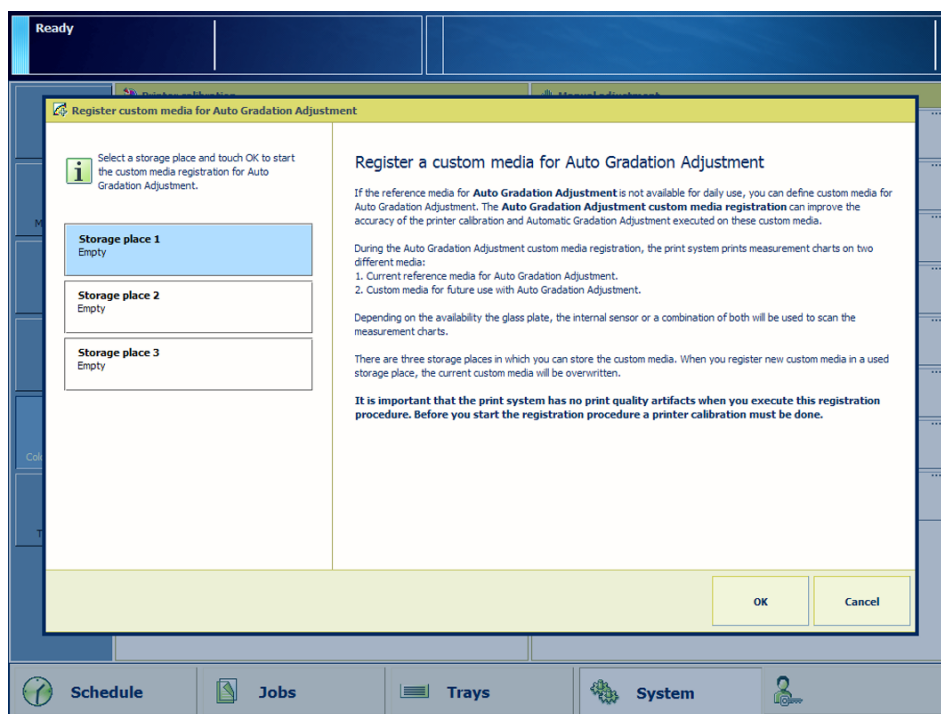 Ready
Printer calibration
Manual adjustment
Register custom media for Auto Gradation Adjustment
Select a storage place and touch OK to start
the custom media registration for Auto
Gradation Adjustment.
Storage place 1
Empty
Storage place 2
Empty
Storage place 3
Empty
Register a custom media for Auto Gradation Adjustment
If the reference media for Auto Gradation Adjustment is not available for daily use, you can define custom media for
Auto Gradation Adjustment. The Auto Gradation Adjustment custom media registration can improve the
accuracy of the printer calibration and Automatic Gradation Adjustment executed on these custom media.
During the Auto Gradation Adjustment custom media registration, the print system prints measurement charts on two
different media:
1. Current reference media for Auto Gradation Adjustment.
2. Custom media for future use with Auto Gradation Adjustment.
Depending on the availability the glass plate, the internal sensor or a combination of both will be used to scan the
measurement charts.
There are three storage places in which you can store the custom media. When you register new custom media in a used
storage place, the current custom media will be overwritten.
It is important that the print system has no print quality artifacts when you execute this registration
procedure. Before you start the registration procedure a printer calibration must be done.
OK
Cancel
Schedule
Jobs
Trays
System